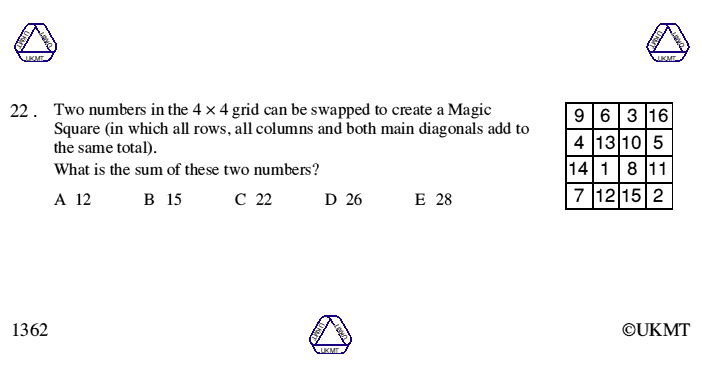 UKMT UKMT UKMT UKMT UKMT UKMT
22 . Two numbers in the 4 × 4 grid can be swapped to create a Magic
Square (in which all rows, all columns and both main diagonals add to
the same total).
What is the sum of these two numbers?
A 12 B 15 C 22 D 26 E 28
9 6 3 16
4 13 10 5
14 1 8 11
7 12 15 2
1362 UKMT UKMT UKMT ©UKMT